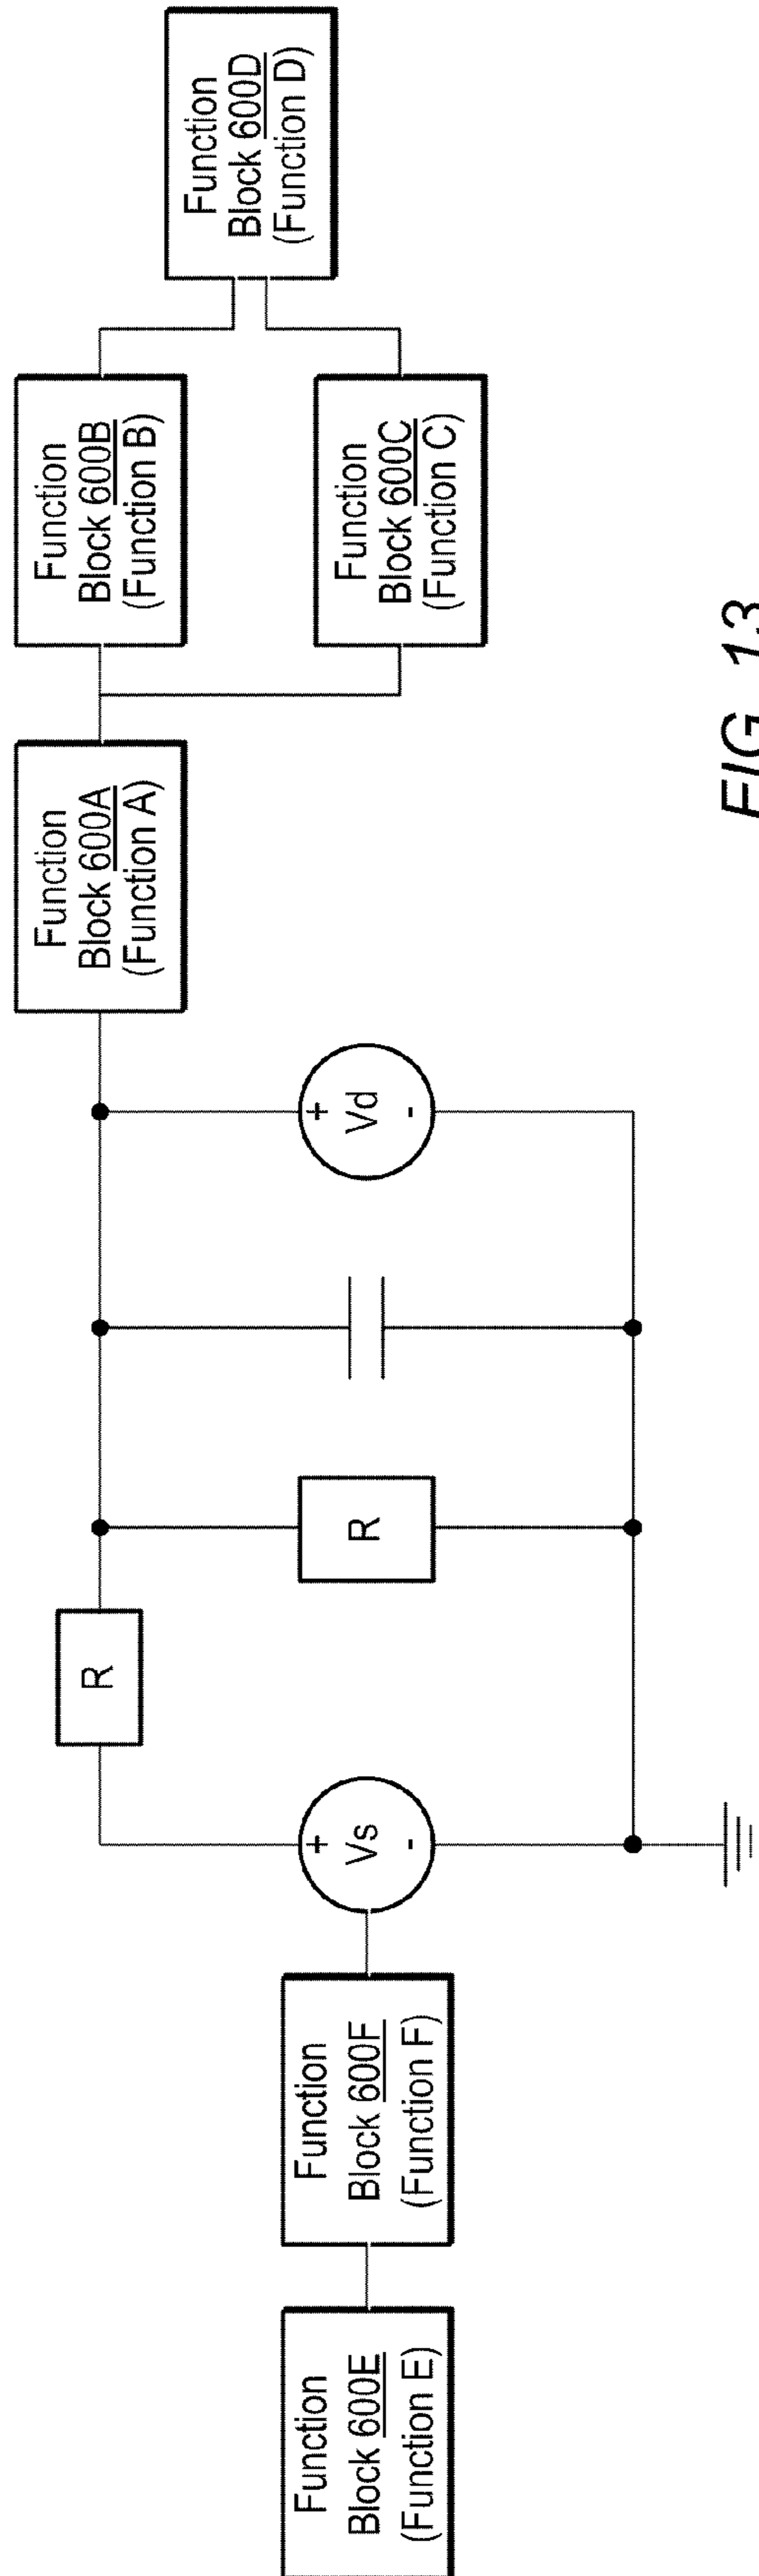 Function
Block 600E
(Function E)
Function
Block 600F
(Function F)
+
Vs
-
R
R
+
Vd
-
Function
Block 600A
(Function A)
Function
Block 600B
(Function B)
Function
Block 600C
(Function C)
Function
Block 600D
(Function D)
FIG. 13